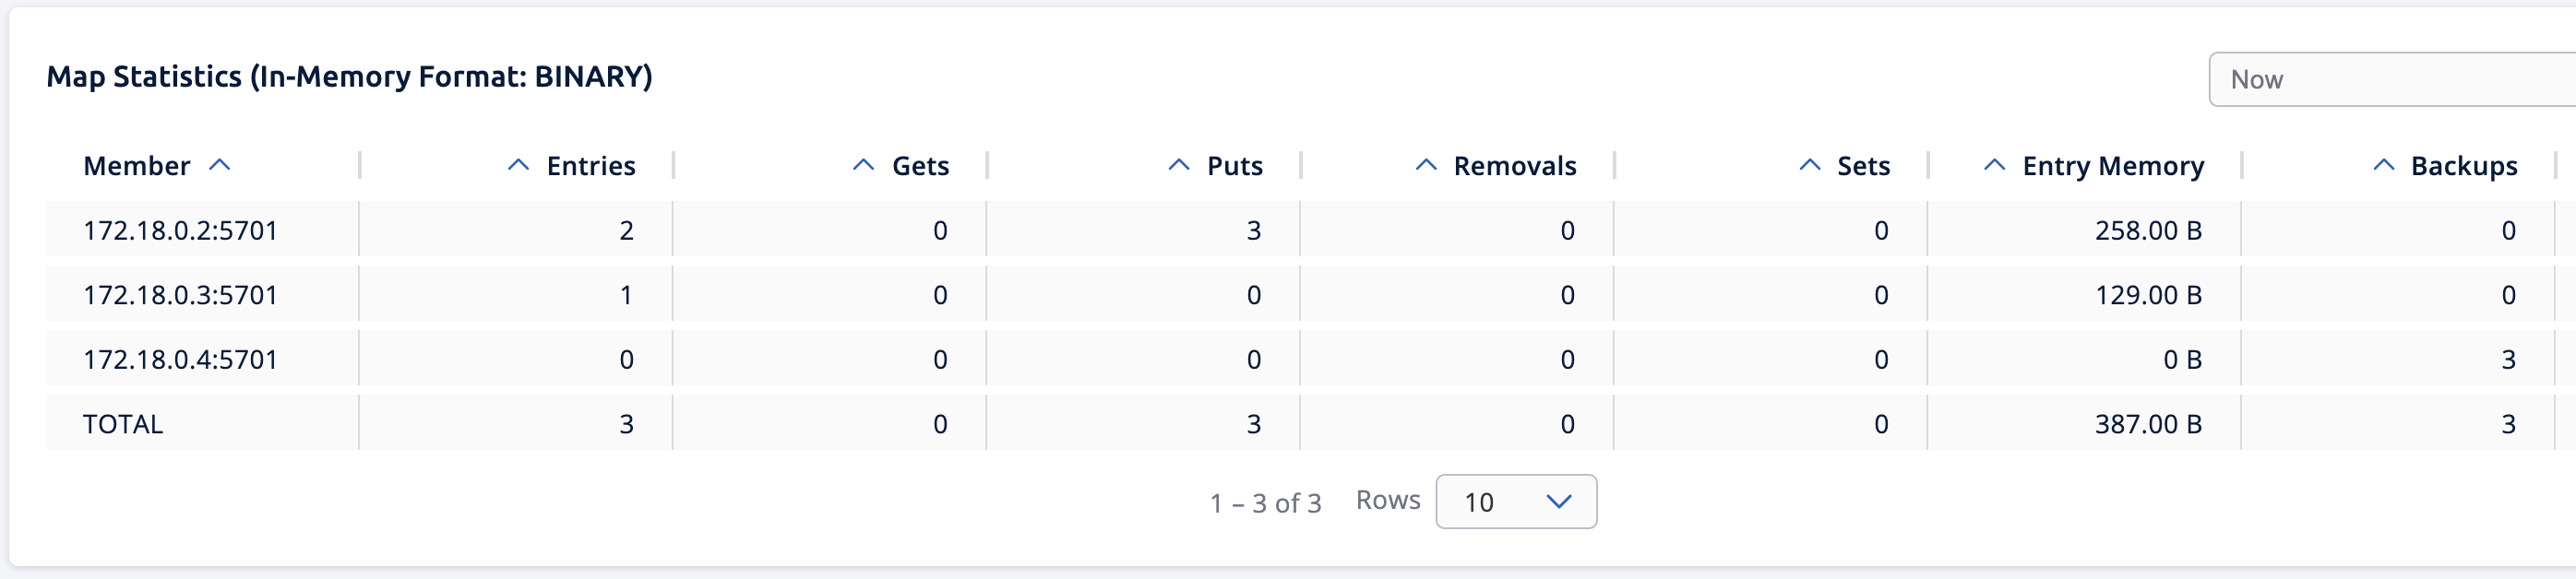 Map Statistics (In-Memory Format: BINARY)
Now
Member Entries Gets Puts Removals Sets Entry Memory Backups
172.18.0.2:5701 2 0 3 0 0 258.00 B 0
172.18.0.3:5701 1 0 0 0 0 129.00 B 0
172.18.0.4:5701 0 0 0 0 0 0 B 3
TOTAL 3 0 3 0 0 387.00 B 3
1 – 3 of 3 Rows 10